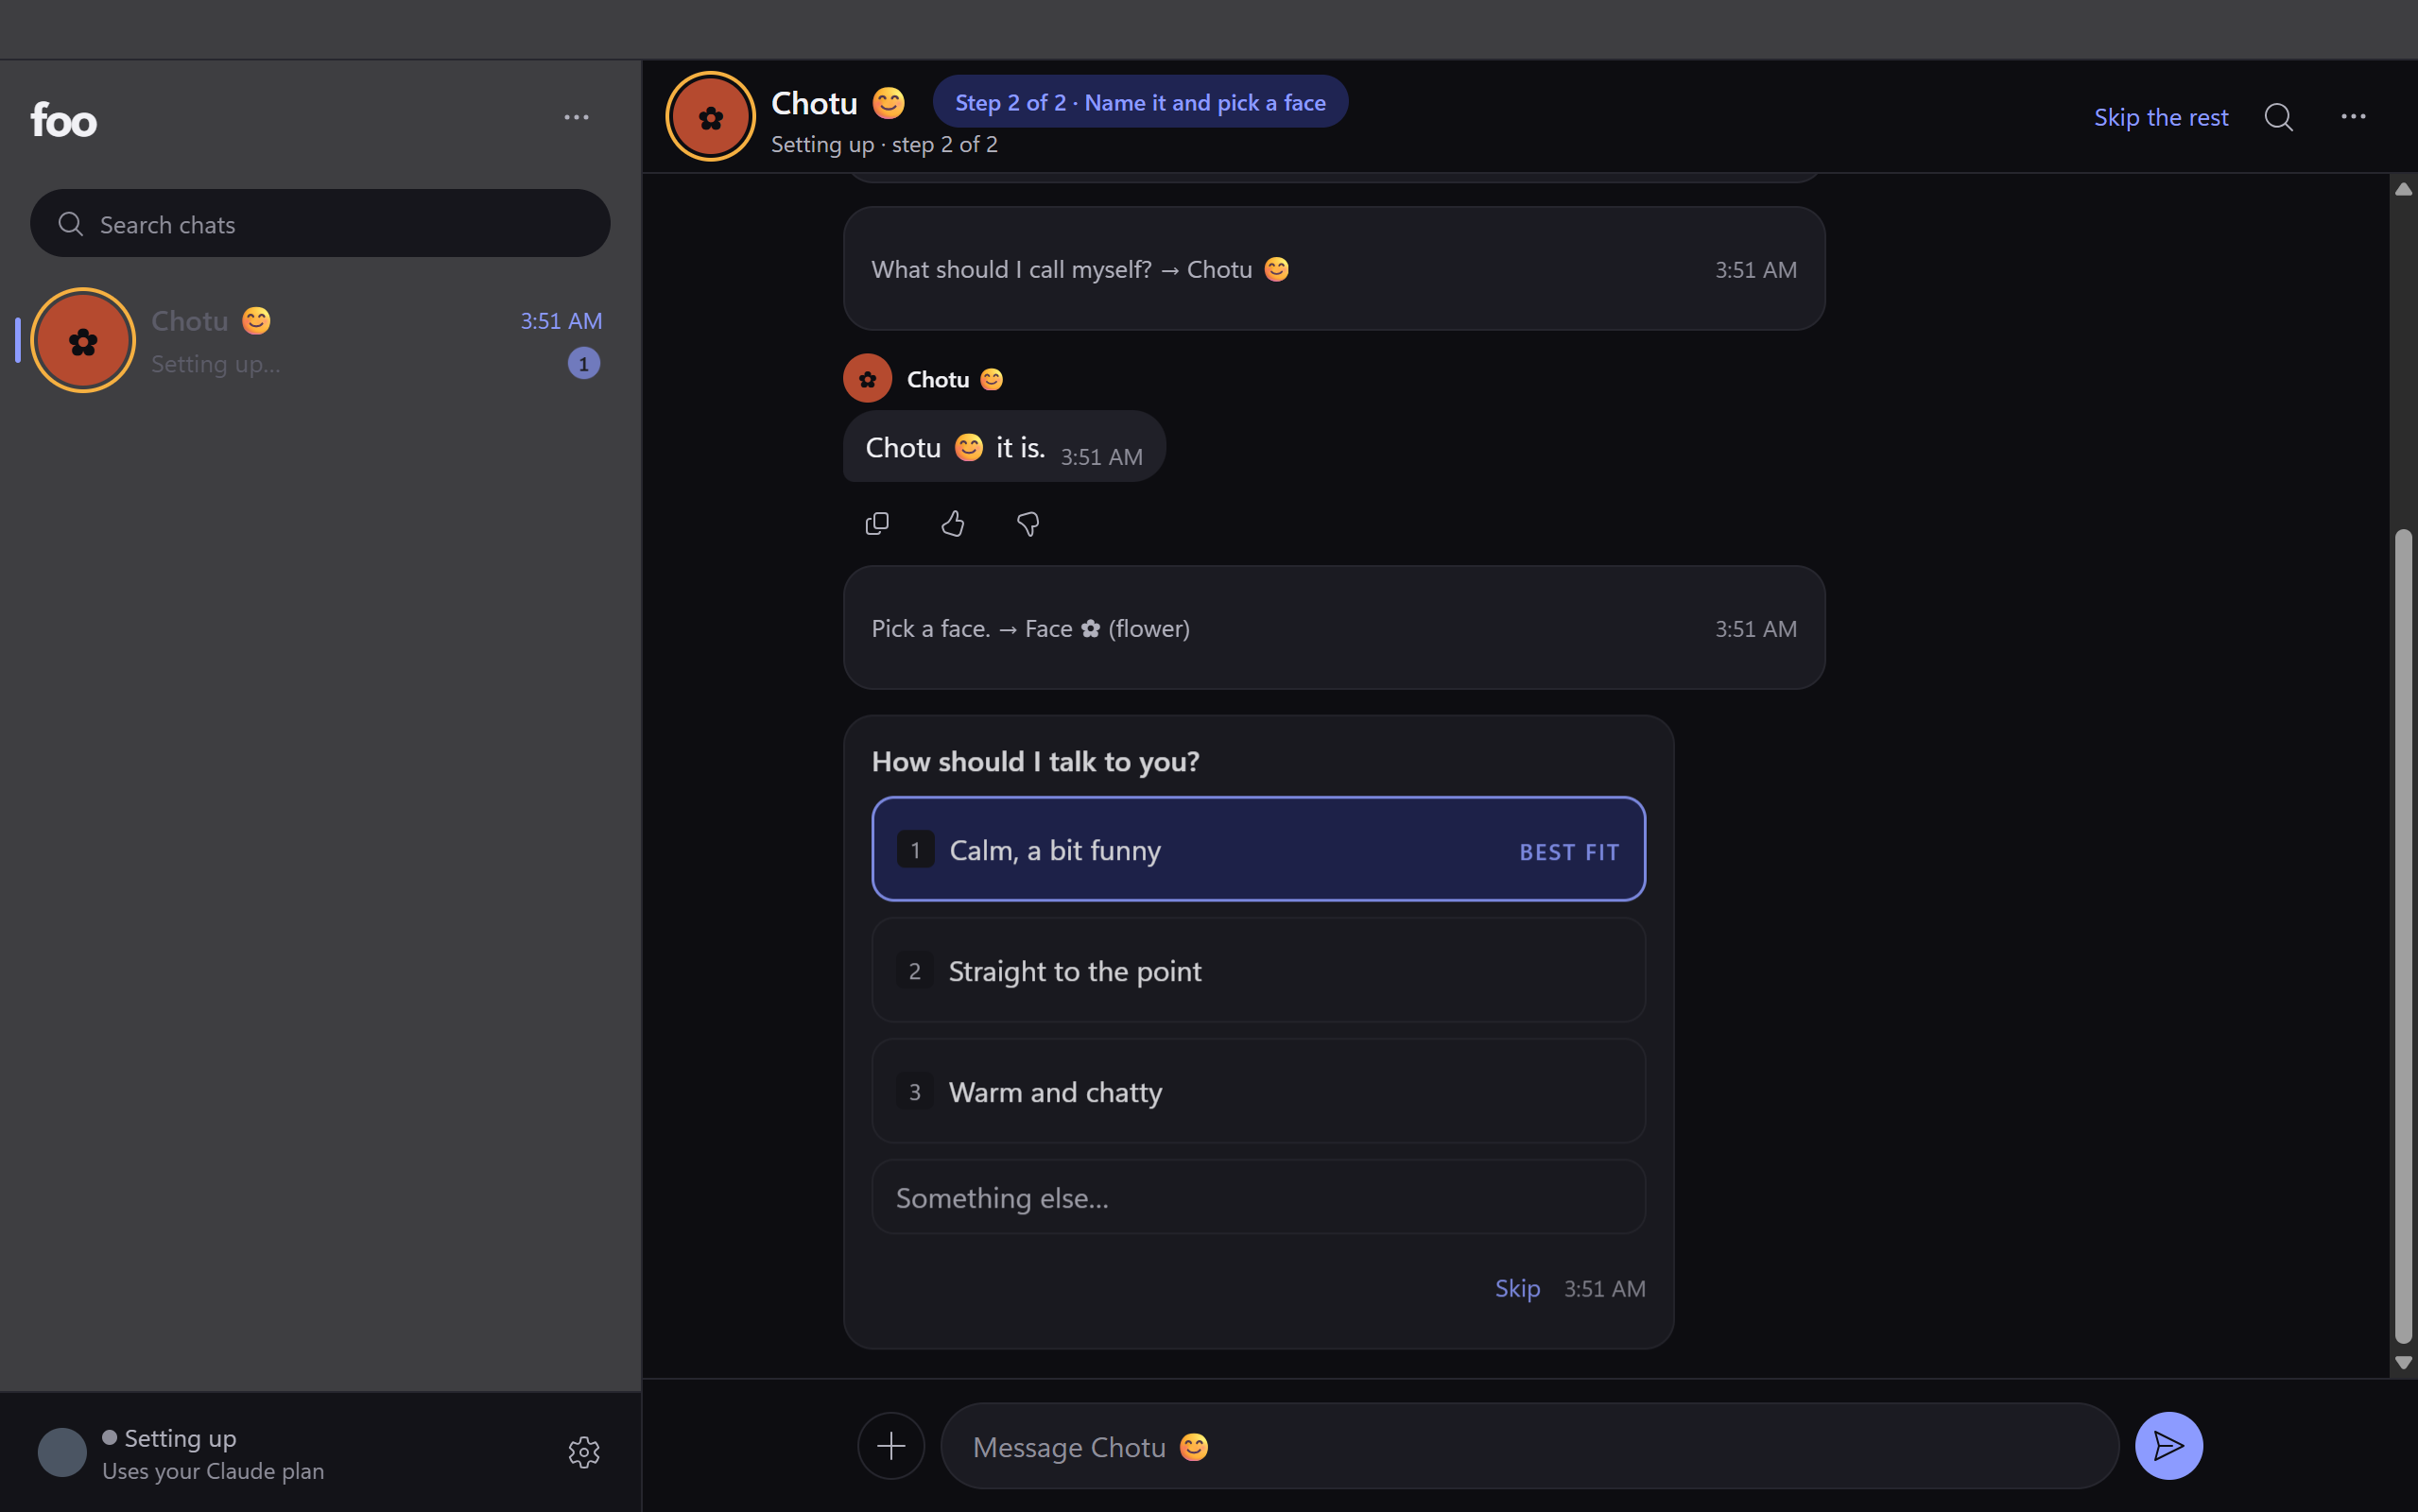 foo
Search chats
Chotu 😊
3:51 AM
Setting up...
1
Setting up
Uses your Claude plan
Chotu 😊
Step 2 of 2 · Name it and pick a face
Setting up · step 2 of 2
Skip the rest
What should I call myself? → Chotu 😊
3:51 AM
Chotu 😊
Chotu 😊 it is. 3:51 AM
Pick a face. → Face ✿ (flower)
3:51 AM
How should I talk to you?
1 Calm, a bit funny BEST FIT
2 Straight to the point
3 Warm and chatty
Something else...
Skip 3:51 AM
Message Chotu 😊